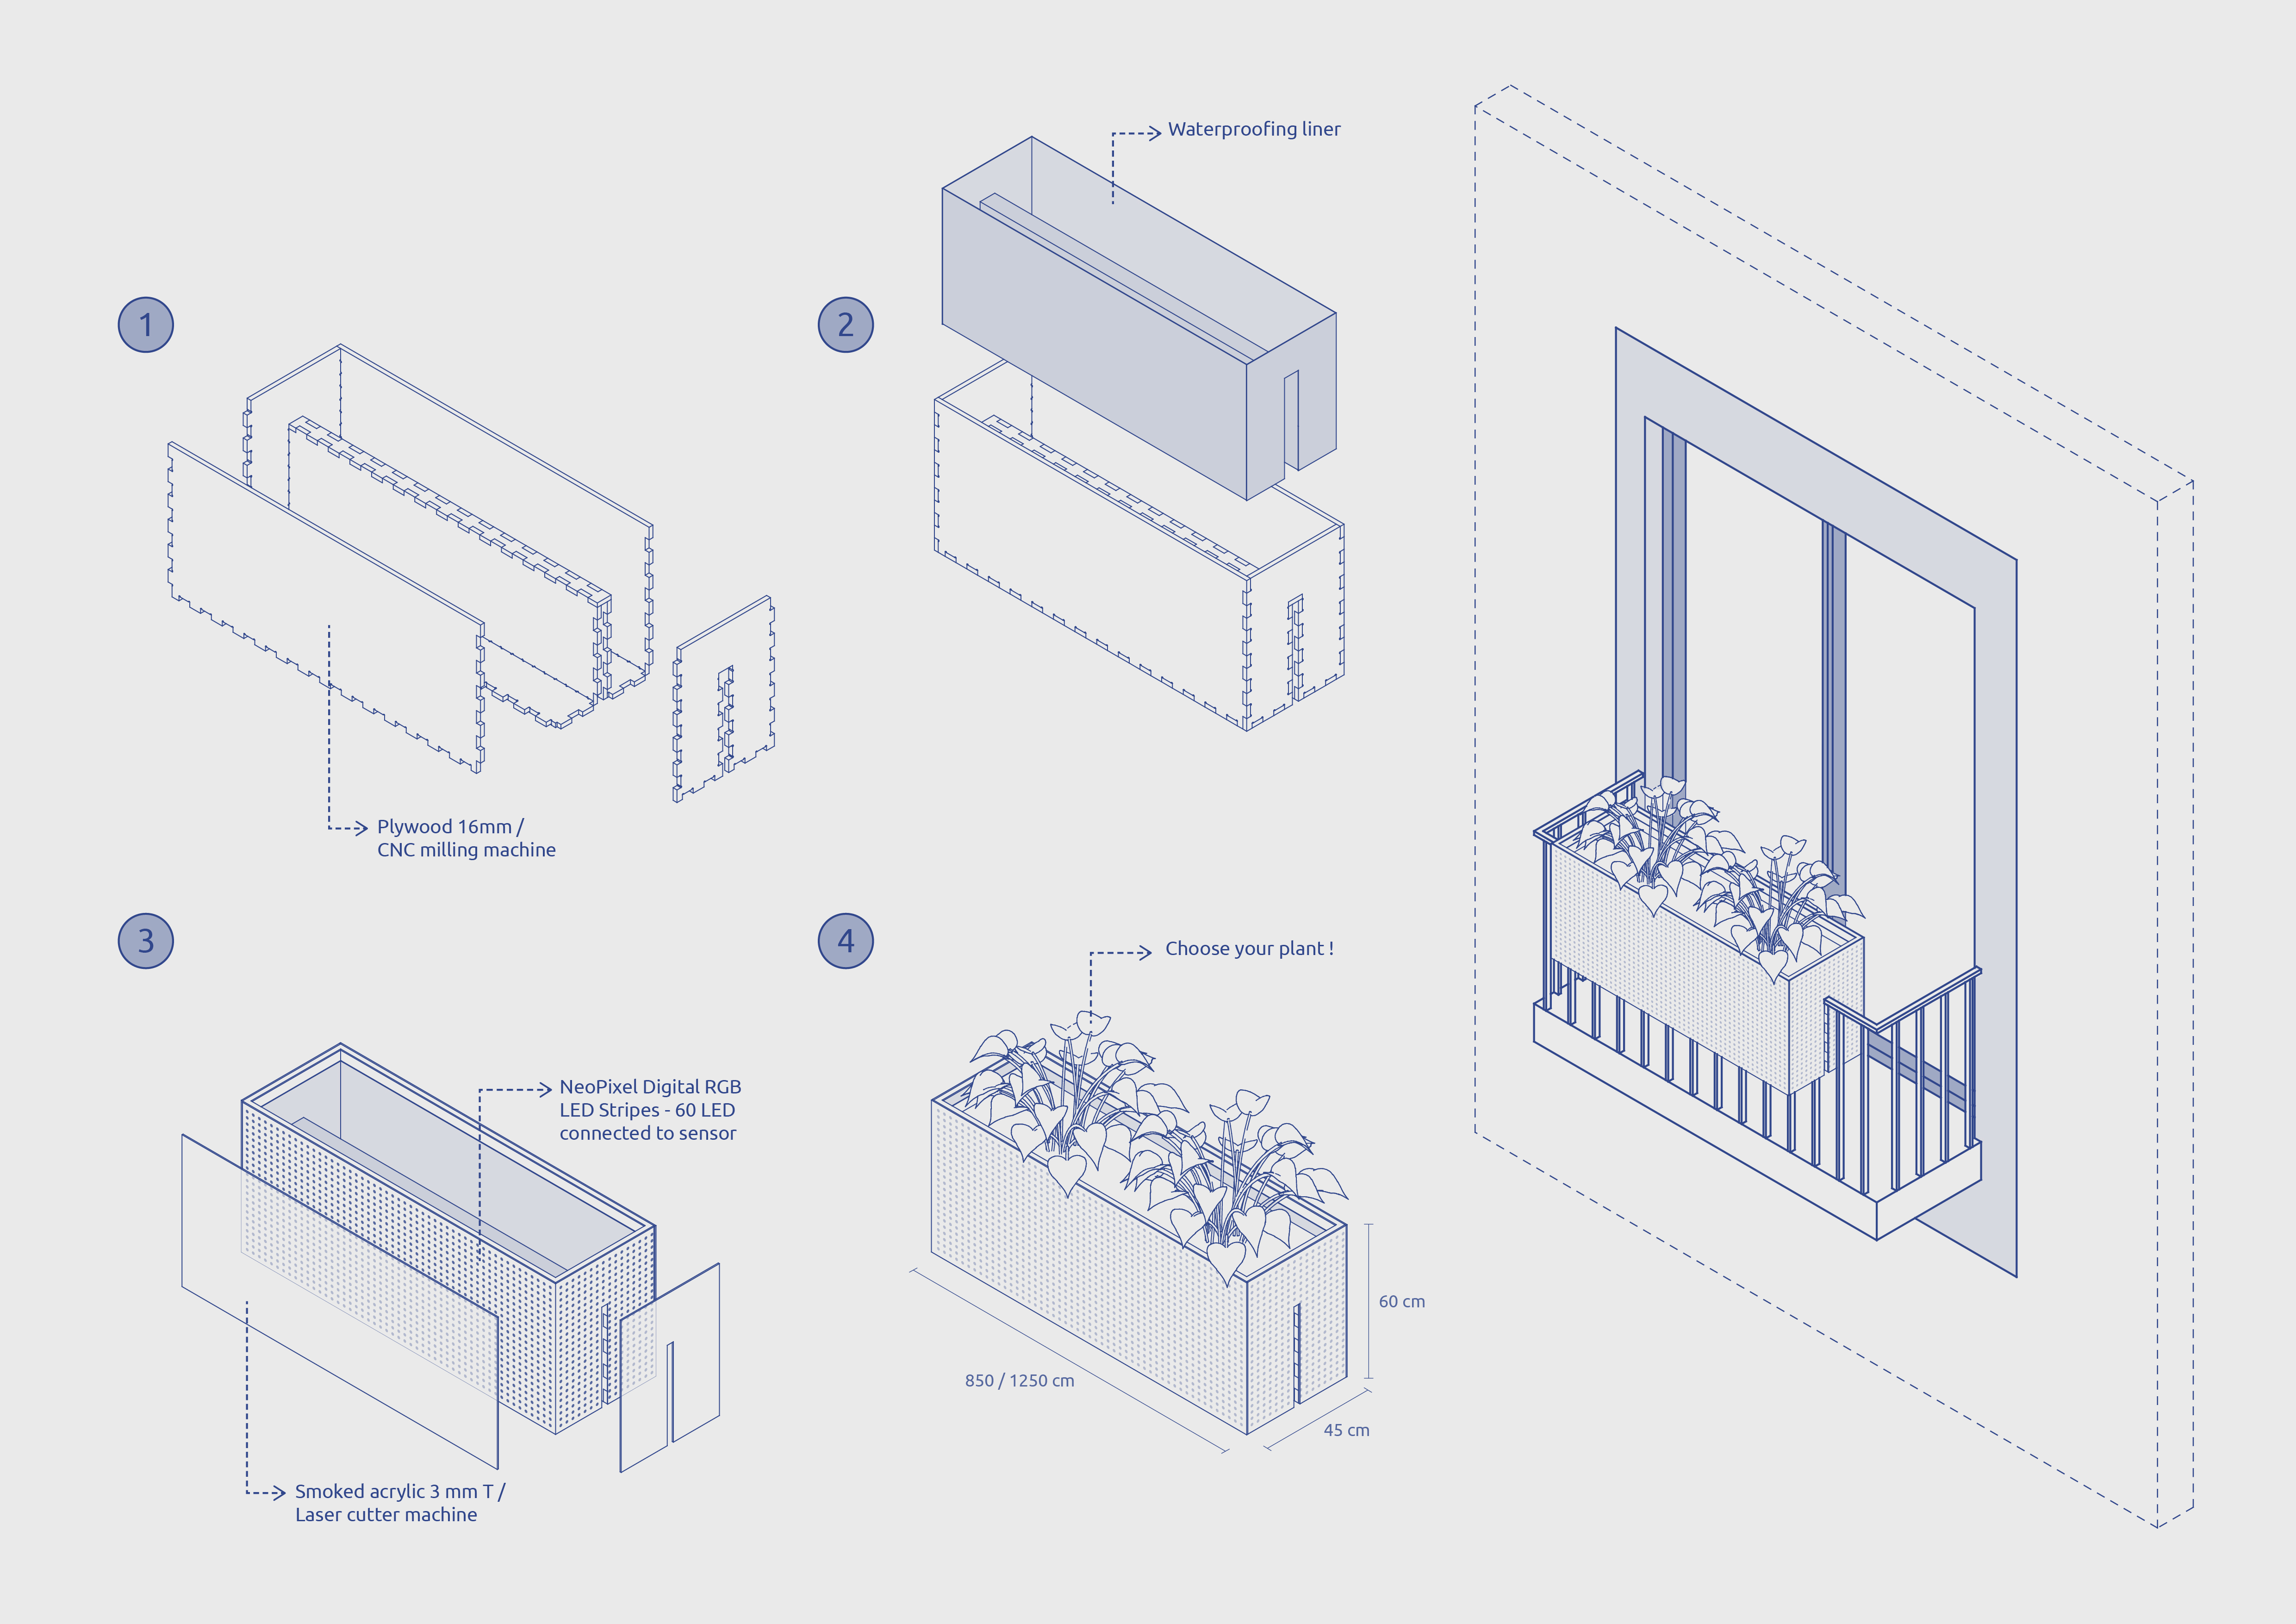 1
Plywood 16mm /
CNC milling machine
2
Waterproofing liner
3
NeoPixel Digital RGB
LED Stripes - 60 LED
connected to sensor
Smoked acrylic 3 mm T /
Laser cutter machine
4
Choose your plant !
60 cm
850 / 1250 cm
45 cm